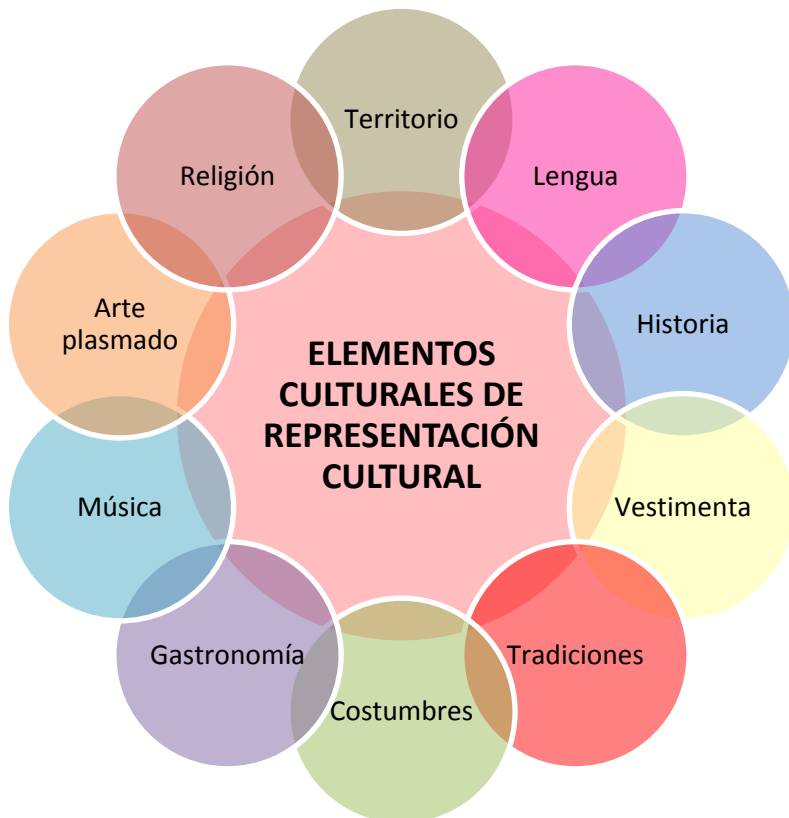 Territorio
Lengua
Historia
Vestimenta
Tradiciones
Costumbres
Gastronomía
Música
Arte
plasmado
Religión
ELEMENTOS
CULTURALES DE
REPRESENTACIÓN
CULTURAL